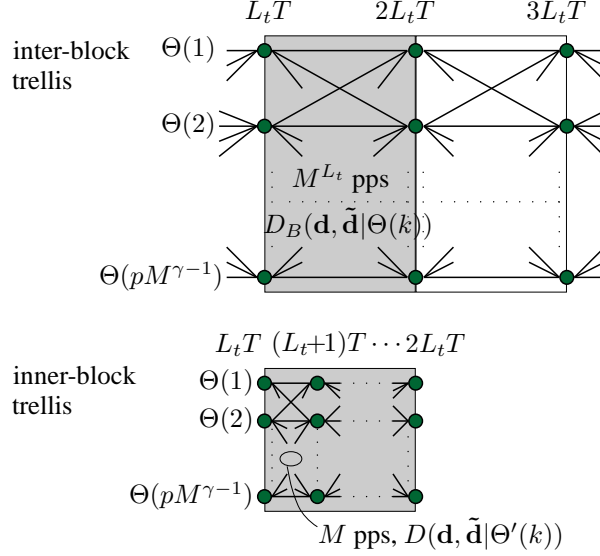 L_tT 2L_tT 3L_tT
inter-block
trellis
Θ(1)
Θ(2)
M^{L_t} pps
D_B(𝐝, 𝐝̃|Θ(k))
Θ(pM^{γ−1})
L_tT (L_t+1)T ··· 2L_tT
inner-block
trellis
Θ(1)
Θ(2)
Θ(pM^{γ−1})
M pps, D(𝐝, 𝐝̃|Θ′(k))